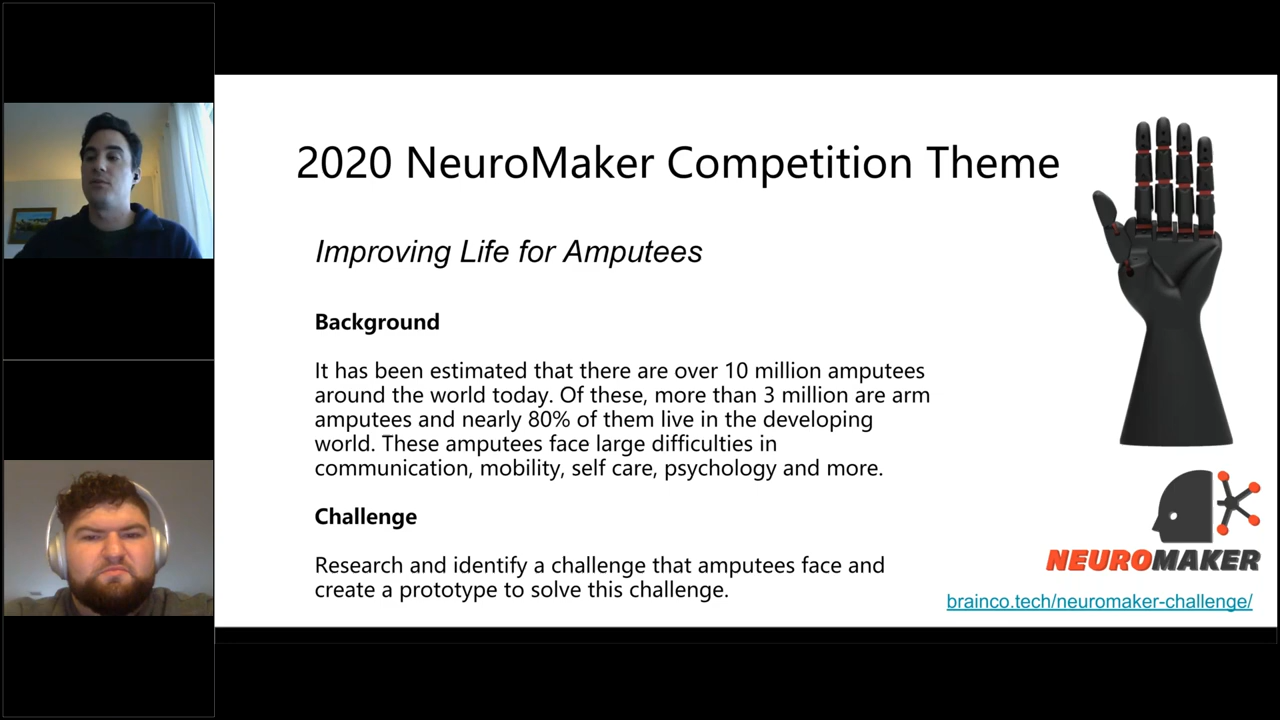 2020 NeuroMaker Competition Theme
Improving Life for Amputees
Background
It has been estimated that there are over 10 million amputees
around the world today. Of these, more than 3 million are arm
amputees and nearly 80% of them live in the developing
world. These amputees face large difficulties in
communication, mobility, self care, psychology and more.
Challenge
Research and identify a challenge that amputees face and
create a prototype to solve this challenge.
NEUROMAKER
brainco.tech/neuromaker-challenge/